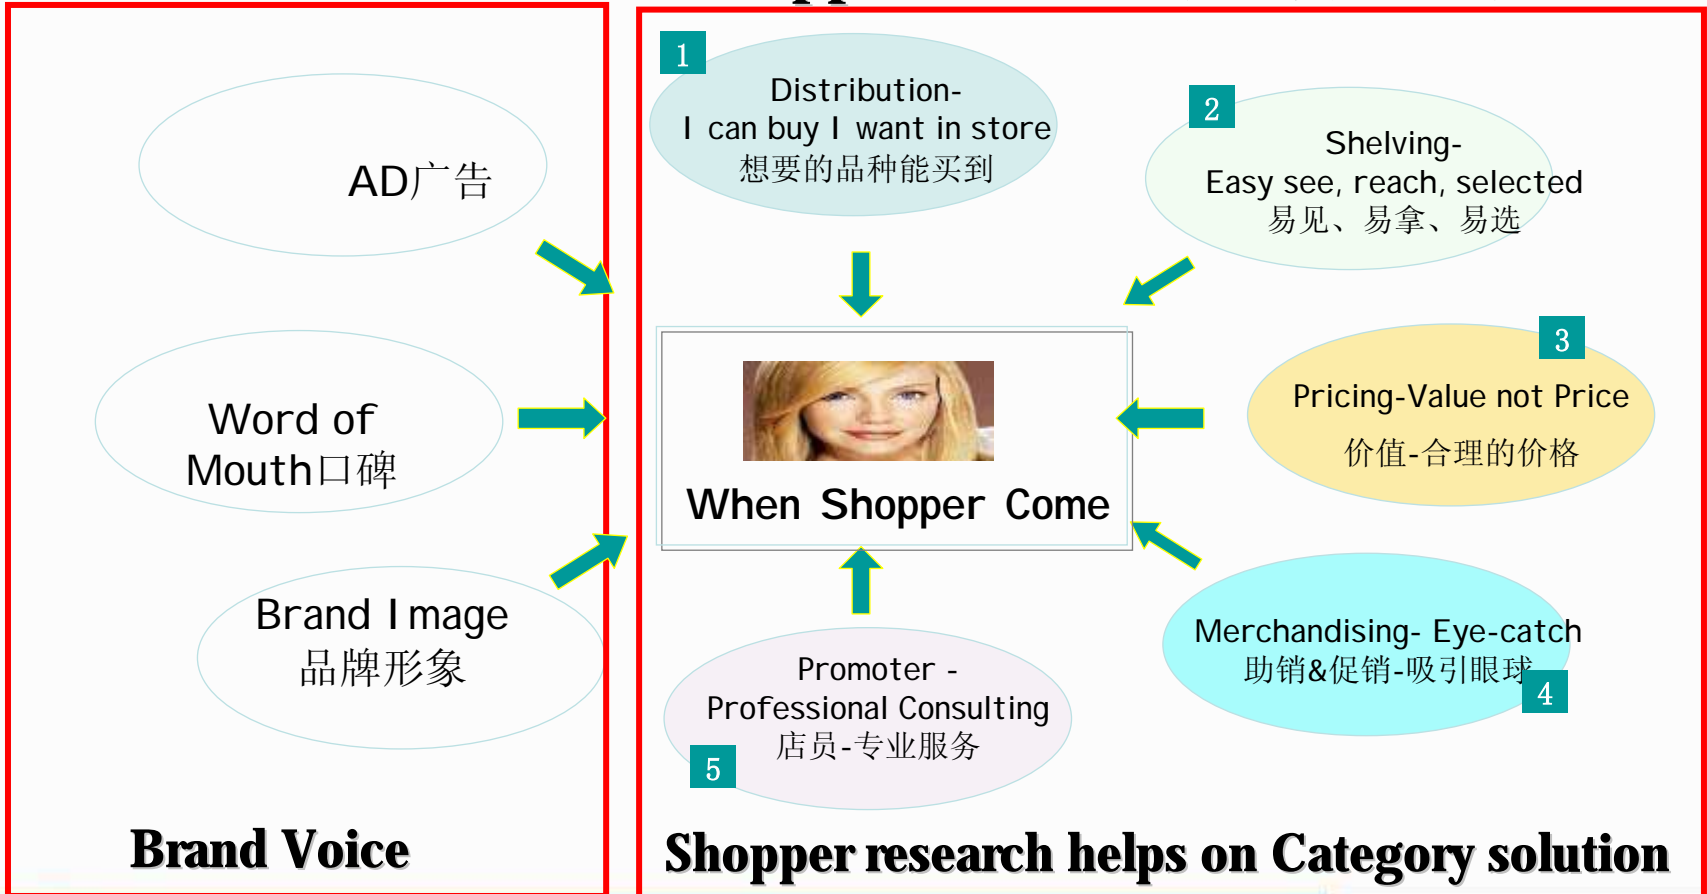 AD广告
Word of
Mouth口碑
Brand Image
品牌形象
Brand Voice
1
Distribution-
I can buy I want in store
想要的品种能买到
2
Shelving-
Easy see, reach, selected
易见、易拿、易选
3
Pricing-Value not Price
价值-合理的价格
When Shopper Come
Merchandising- Eye-catch
助销&促销-吸引眼球
4
Promoter -
Professional Consulting
店员-专业服务
5
Shopper research helps on Category solution